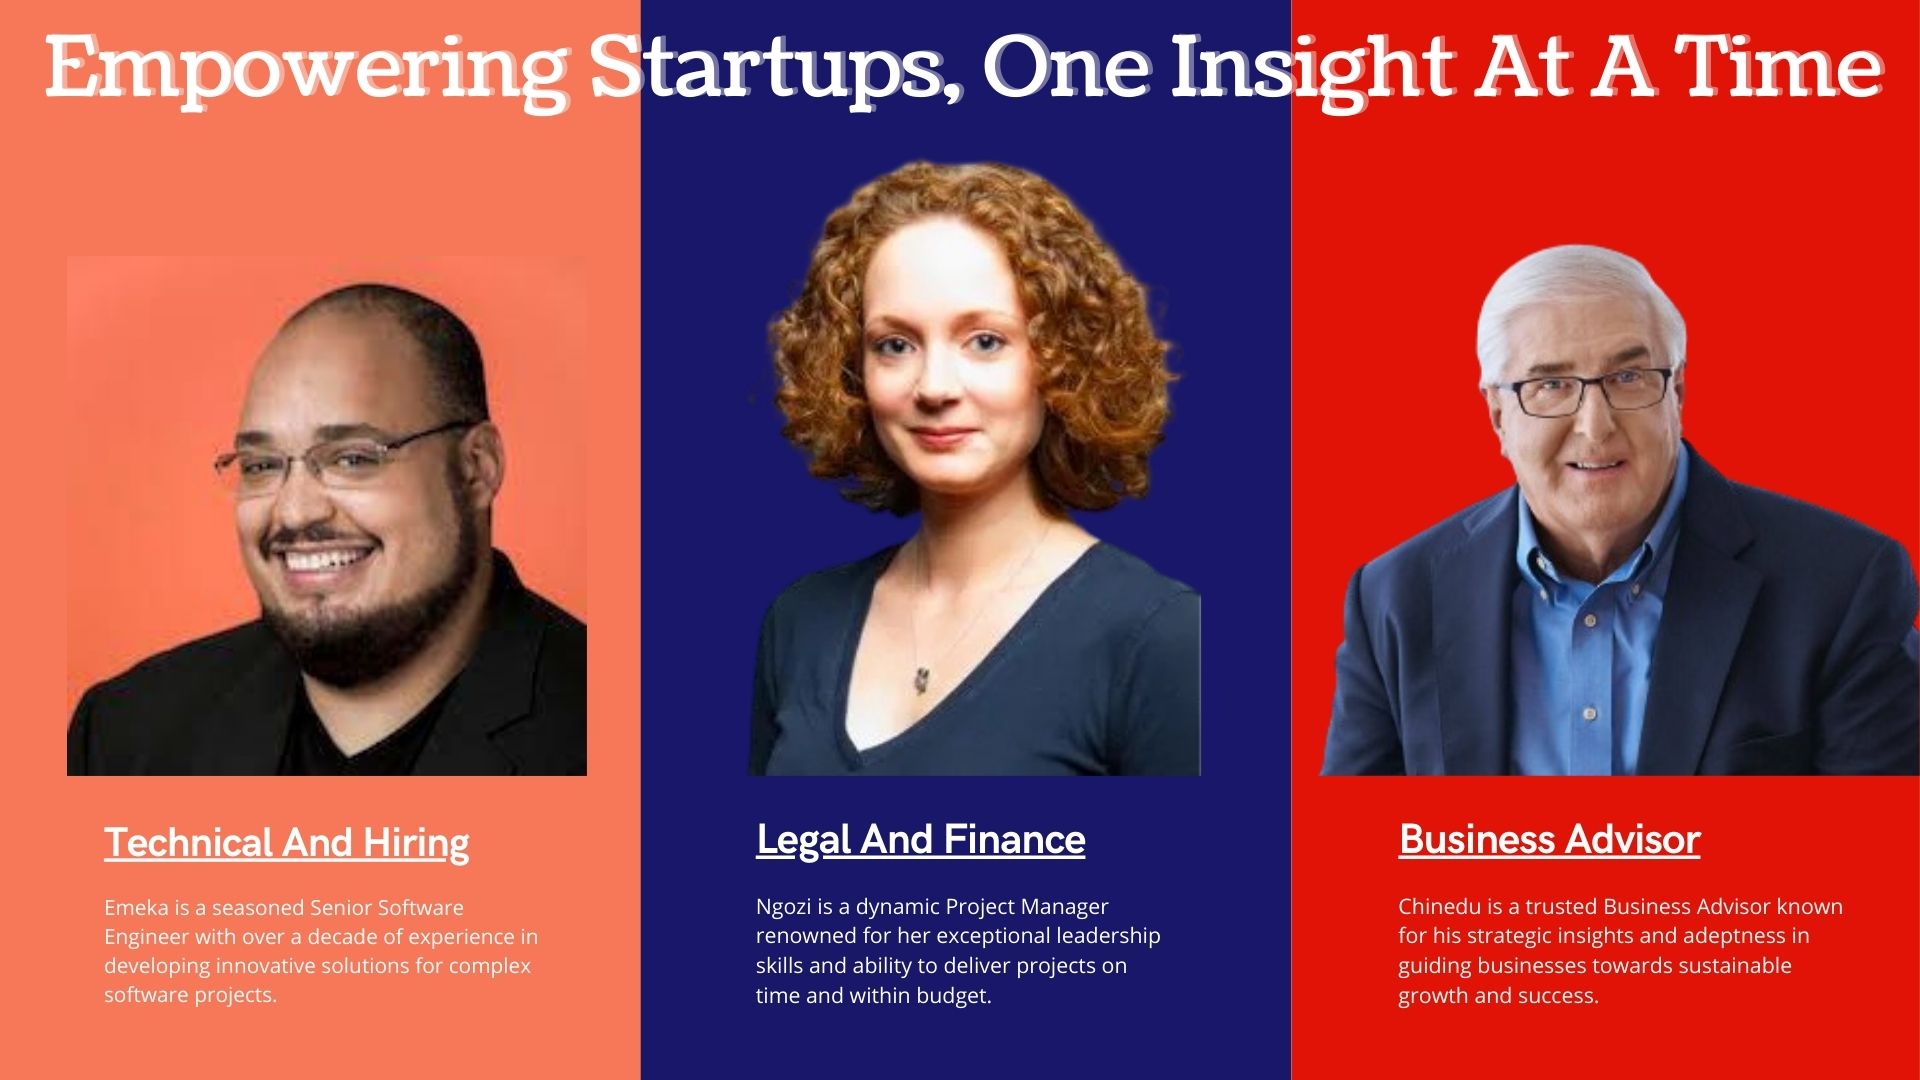 Empowering Startups, One Insight At A Time
Technical And Hiring
Emeka is a seasoned Senior Software
Engineer with over a decade of experience in
developing innovative solutions for complex
software projects.
Legal And Finance
Ngozi is a dynamic Project Manager
renowned for her exceptional leadership
skills and ability to deliver projects on
time and within budget.
Business Advisor
Chinedu is a trusted Business Advisor known
for his strategic insights and adeptness in
guiding businesses towards sustainable
growth and success.